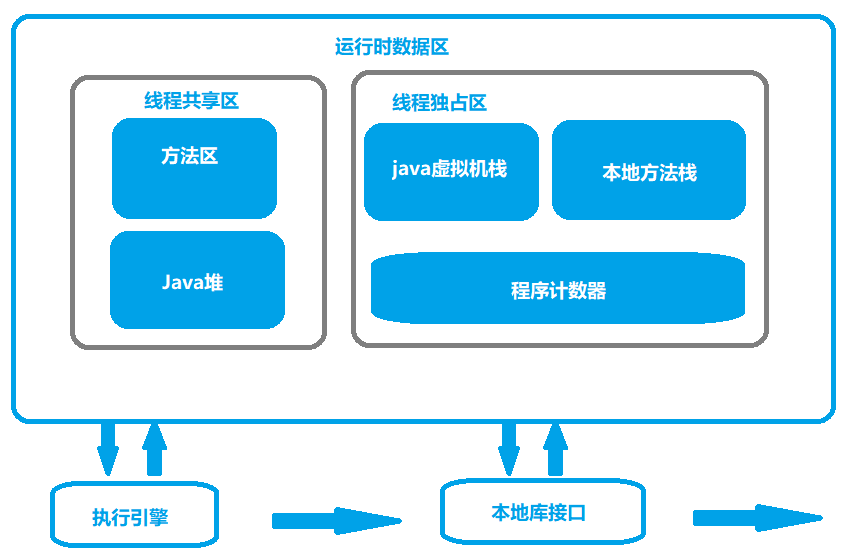 运行时数据区
线程共享区
方法区
Java堆
线程独占区
java虚拟机栈
本地方法栈
程序计数器
执行引擎
本地库接口